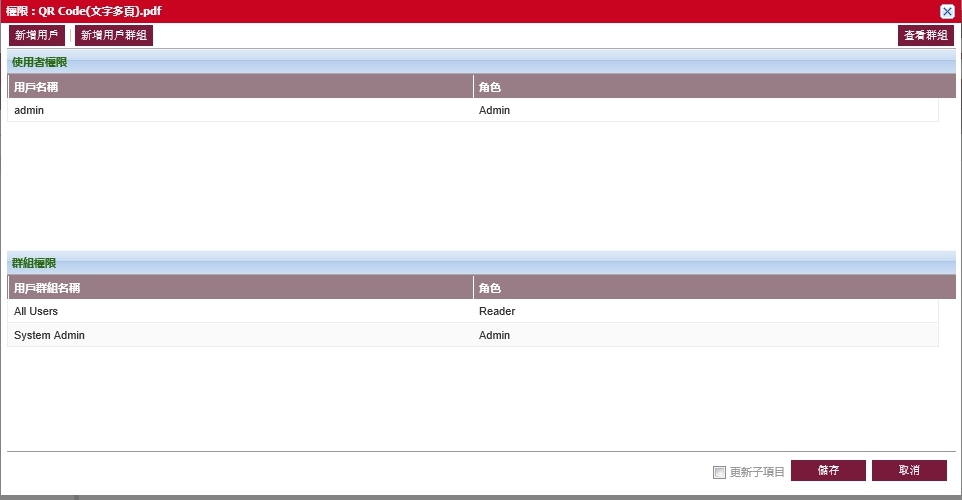 權限：QR Code(文字多頁).pdf
新增用戶 新增用戶群組 查看群組
使用者權限
用戶名稱 角色
admin Admin
群組權限
用戶群組名稱 角色
All Users Reader
System Admin Admin
更新子項目 儲存 取消